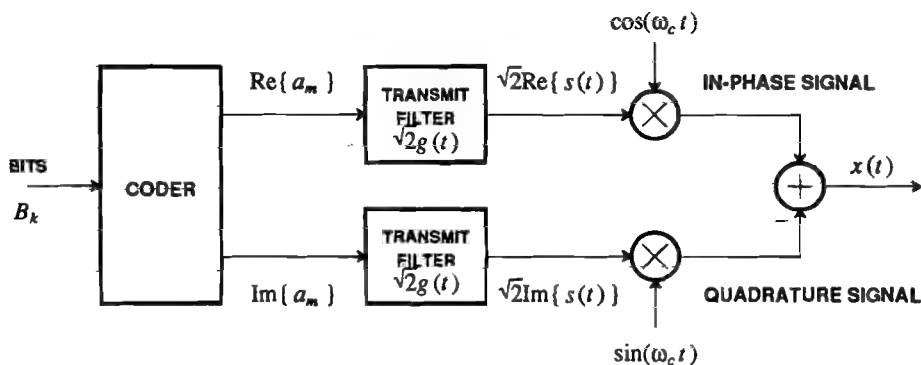 cos(ω_c t)
Re{a_m}
√2Re{s(t)}
IN-PHASE SIGNAL
TRANSMIT
FILTER
√2g(t)
BITS
B_k
CODER
x(t)
+
−
TRANSMIT
FILTER
√2g(t)
Im{a_m}
√2Im{s(t)}
QUADRATURE SIGNAL
sin(ω_c t)